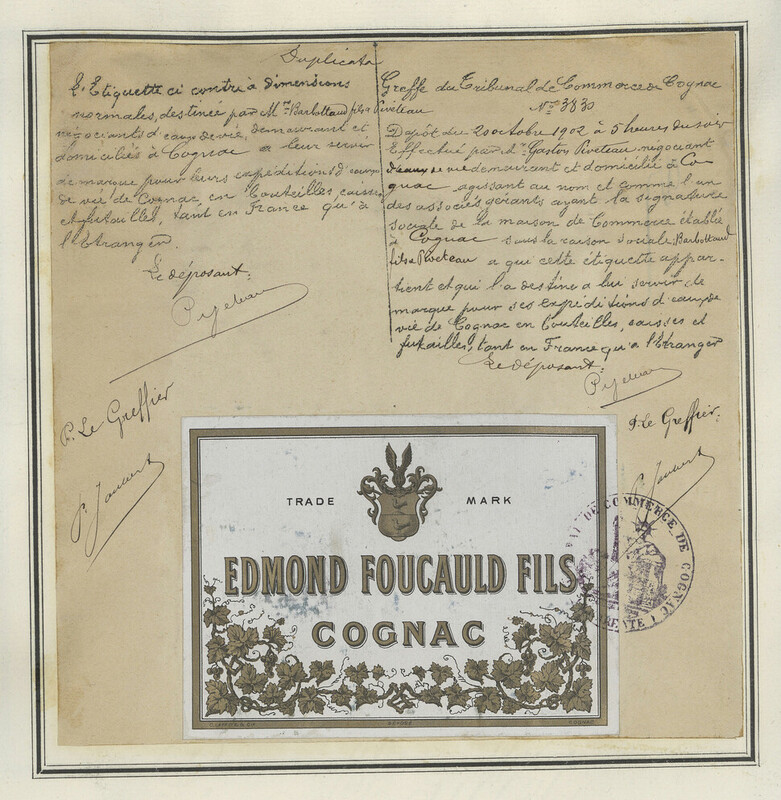 Duplicata
L'Etiquette ci contre à dimensions
normales, destinée par M.rs Barbottaud fils & Piveteau
négociants d'eaux de vie, demeurant et
domiciliés à Cognac a leur servir
de marque pour leurs expéditions d'eaux
de vie de Cognac, en bouteilles, caisses
et futailles, tant en France qu'à
l'Etranger.
Le déposant:
P. Le Greffier
Greffe du Tribunal de Commerce de Cognac
N.o 3830
Dépôt du 20 octobre 1902 à 5 heures du soir
Effectué par M.r Gaston Piveteau, négociant
d'eaux de vie demeurant et domicilié à Co
gnac, agissant au nom et comme l'un
des associés gérants ayant la signature
sociale de la maison de Commerce établie
à Cognac sous la raison sociale, Barbottaud
fils & Piveteau a qui cette étiquette appar-
tient et qui l'a destine a lui servir de
marque pour ses expéditions d'eaux de
vie de Cognac en bouteilles, caisses et
futailles, tant en France qu'a l'Etranger
Le déposant:
P. Le Greffier.
TRADE MARK
EDMOND FOUCAULD FILS
COGNAC
DE COMMERCE DE COGNAC